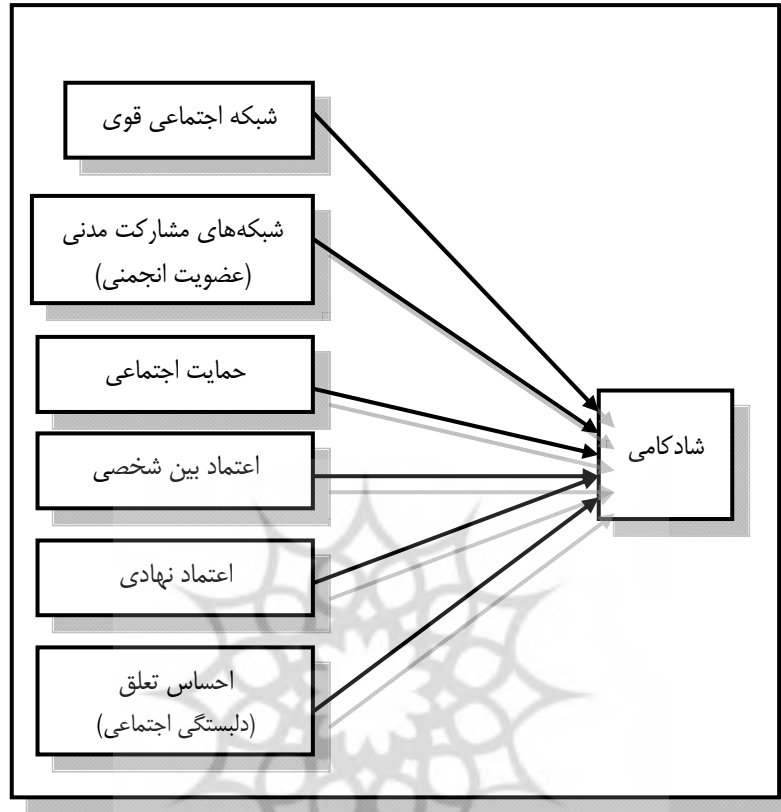 شبکه اجتماعی قوی
شبکه‌های مشارکت مدنی
(عضویت انجمنی)
حمایت اجتماعی
اعتماد بین شخصی
اعتماد نهادی
احساس تعلق
(دلبستگی اجتماعی)
شادکامی